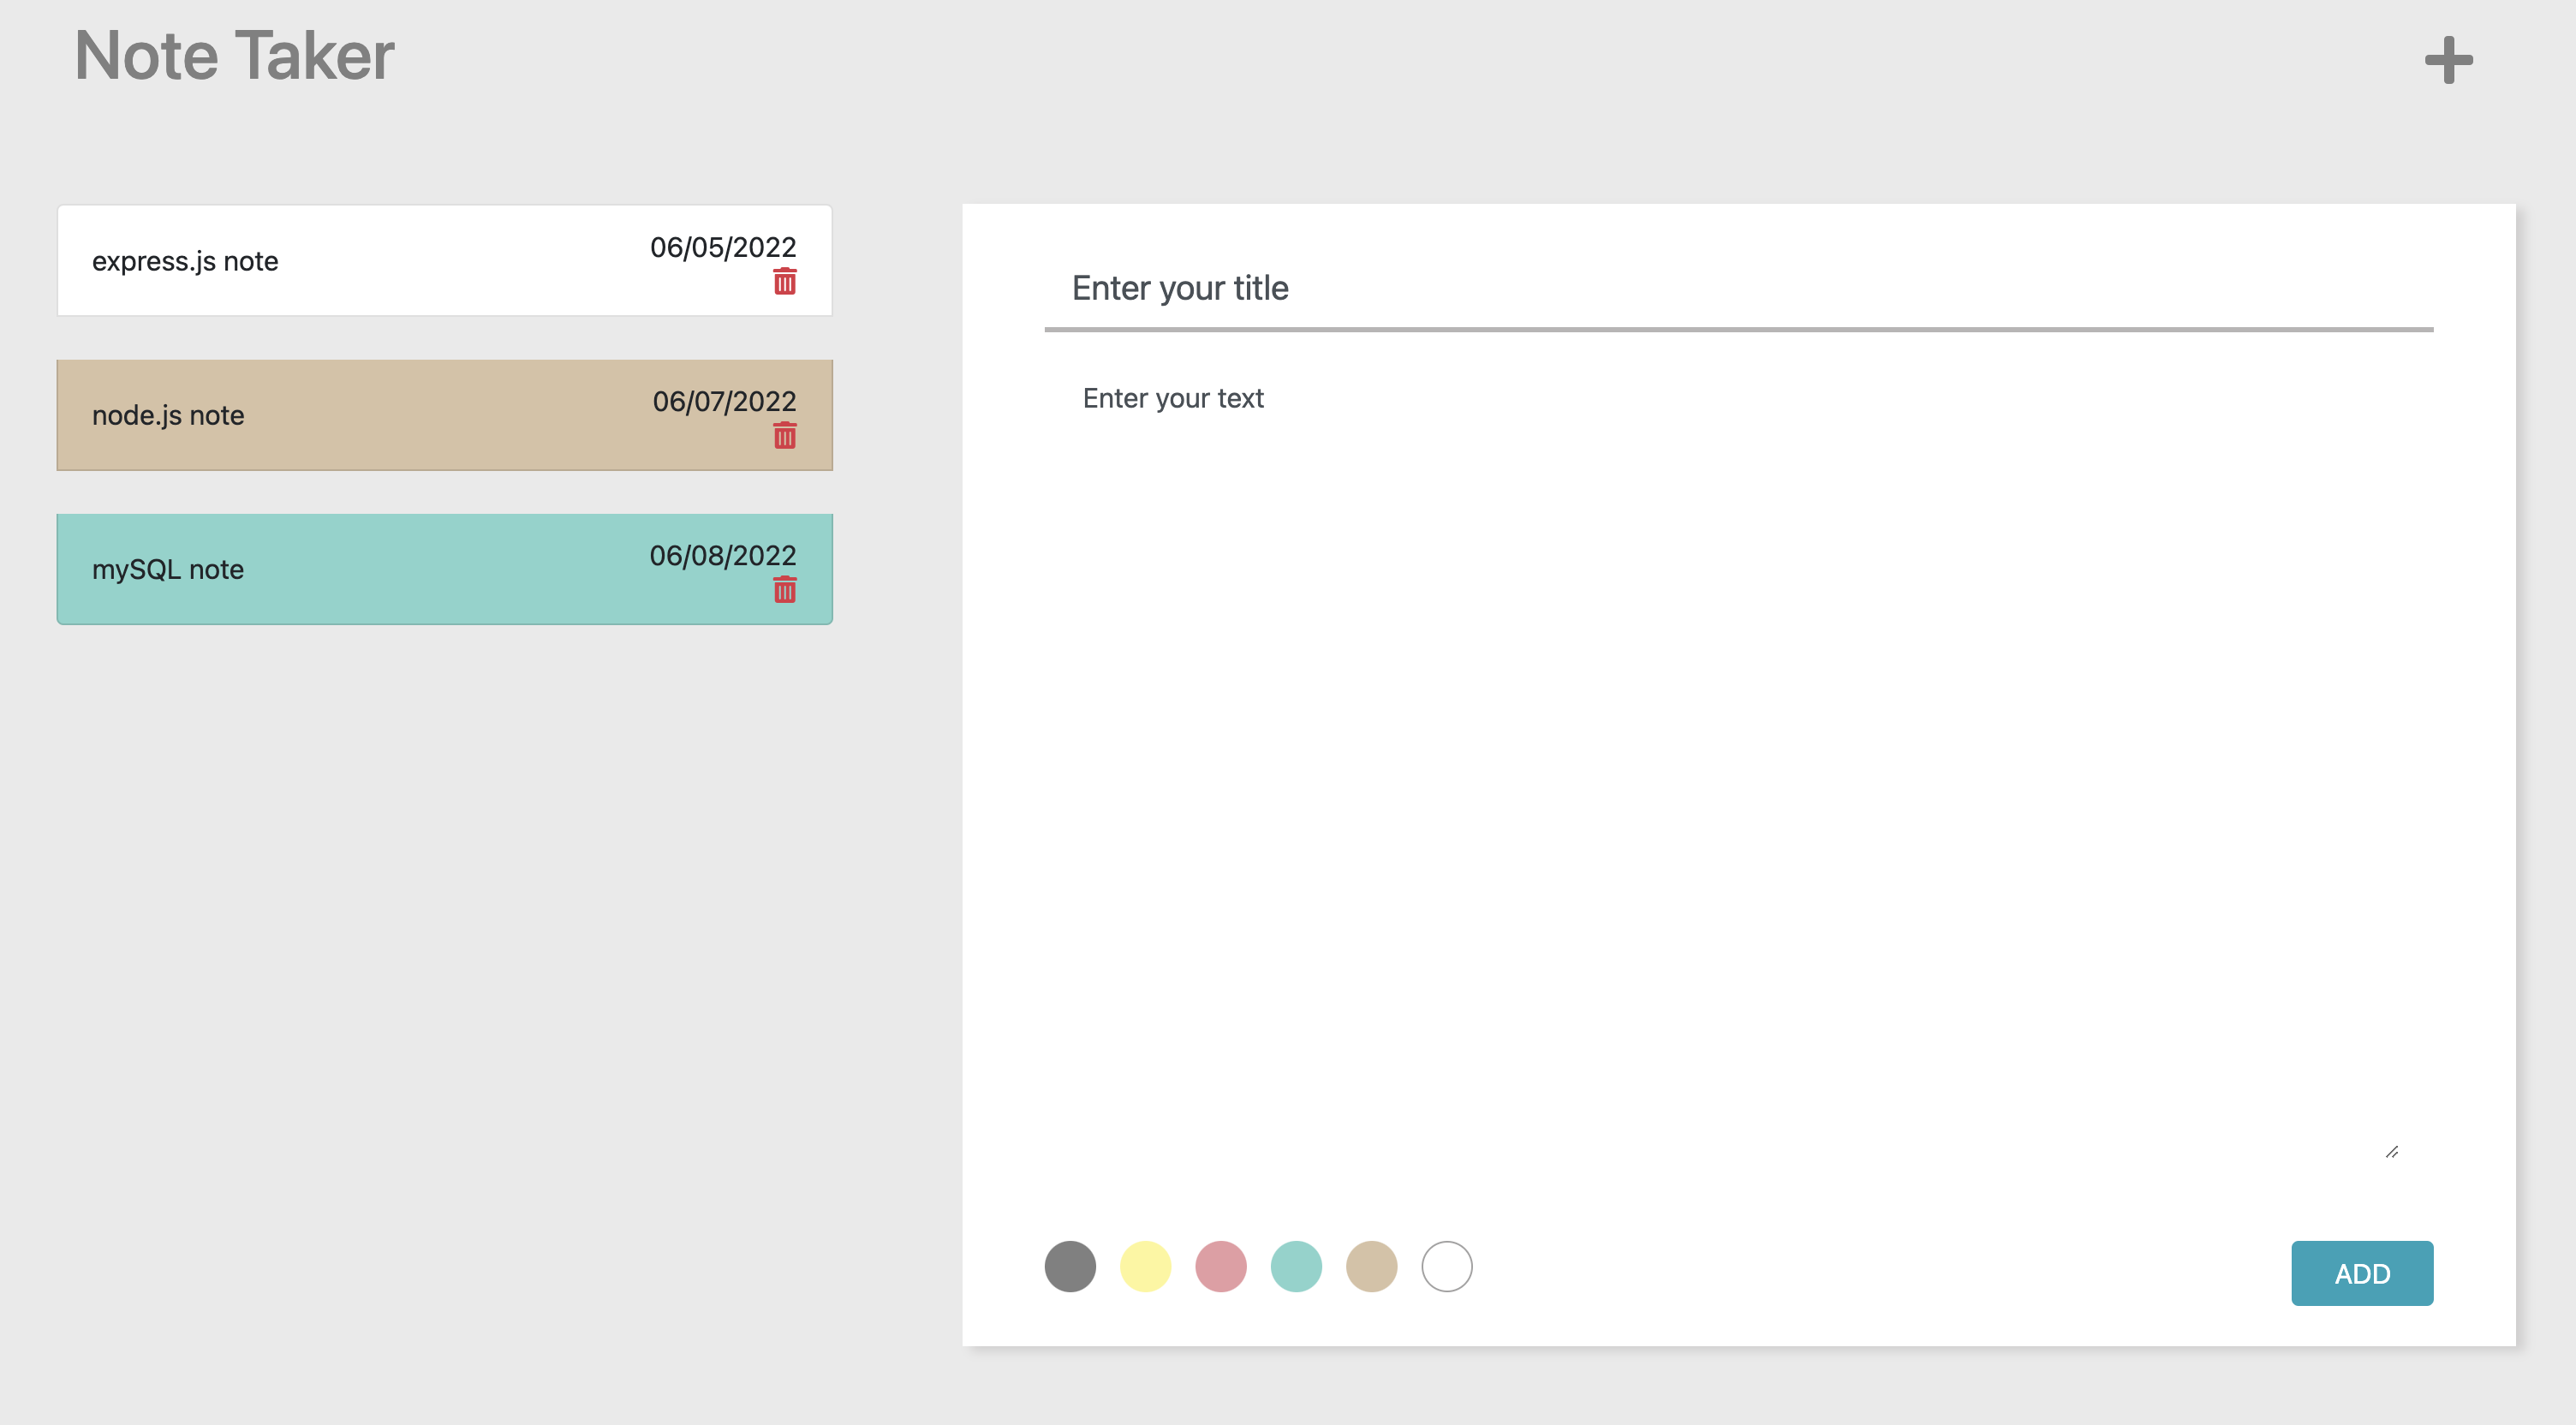 Note Taker
express.js note
06/05/2022
node.js note
06/07/2022
mySQL note
06/08/2022
Enter your title
Enter your text
ADD